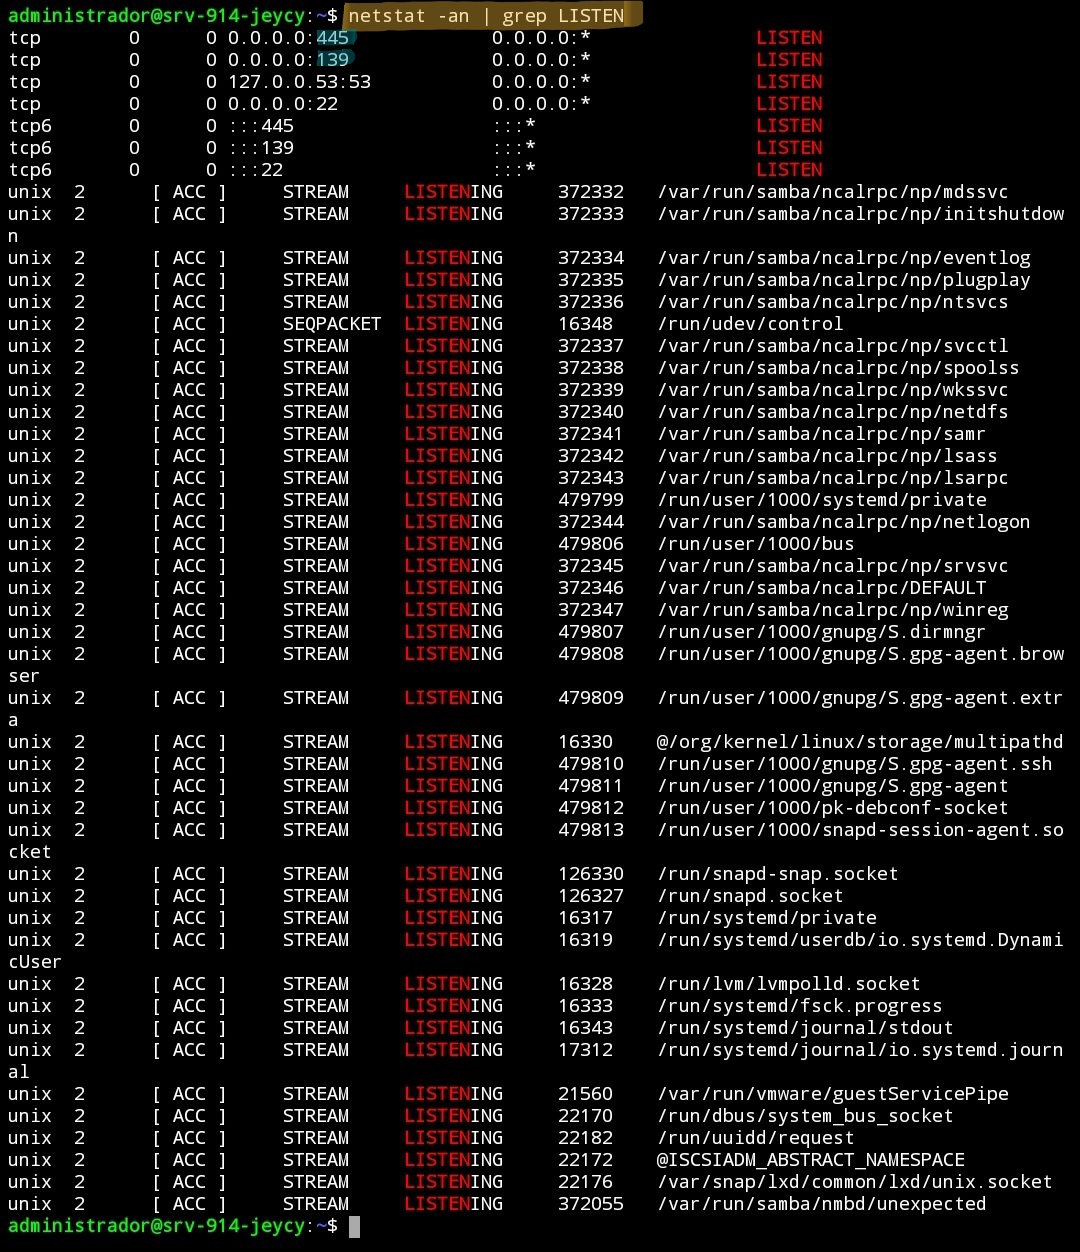 administrador@srv-914-jeycy:~$ netstat -an | grep LISTEN
tcp 0 0 0.0.0.0:445 0.0.0.0:* LISTEN
tcp 0 0 0.0.0.0:139 0.0.0.0:* LISTEN
tcp 0 0 127.0.0.53:53 0.0.0.0:* LISTEN
tcp 0 0 0.0.0.0:22 0.0.0.0:* LISTEN
tcp6 0 0 :::445 :::* LISTEN
tcp6 0 0 :::139 :::* LISTEN
tcp6 0 0 :::22 :::* LISTEN
unix 2 [ ACC ] STREAM LISTENING 372332 /var/run/samba/ncalrpc/np/mdssvc
unix 2 [ ACC ] STREAM LISTENING 372333 /var/run/samba/ncalrpc/np/initshutdow
n
unix 2 [ ACC ] STREAM LISTENING 372334 /var/run/samba/ncalrpc/np/eventlog
unix 2 [ ACC ] STREAM LISTENING 372335 /var/run/samba/ncalrpc/np/plugplay
unix 2 [ ACC ] STREAM LISTENING 372336 /var/run/samba/ncalrpc/np/ntsvcs
unix 2 [ ACC ] SEQPACKET LISTENING 16348 /run/udev/control
unix 2 [ ACC ] STREAM LISTENING 372337 /var/run/samba/ncalrpc/np/svcctl
unix 2 [ ACC ] STREAM LISTENING 372338 /var/run/samba/ncalrpc/np/spoolss
unix 2 [ ACC ] STREAM LISTENING 372339 /var/run/samba/ncalrpc/np/wkssvc
unix 2 [ ACC ] STREAM LISTENING 372340 /var/run/samba/ncalrpc/np/netdfs
unix 2 [ ACC ] STREAM LISTENING 372341 /var/run/samba/ncalrpc/np/samr
unix 2 [ ACC ] STREAM LISTENING 372342 /var/run/samba/ncalrpc/np/lsass
unix 2 [ ACC ] STREAM LISTENING 372343 /var/run/samba/ncalrpc/np/lsarpc
unix 2 [ ACC ] STREAM LISTENING 479799 /run/user/1000/systemd/private
unix 2 [ ACC ] STREAM LISTENING 372344 /var/run/samba/ncalrpc/np/netlogon
unix 2 [ ACC ] STREAM LISTENING 479806 /run/user/1000/bus
unix 2 [ ACC ] STREAM LISTENING 372345 /var/run/samba/ncalrpc/np/srvsvc
unix 2 [ ACC ] STREAM LISTENING 372346 /var/run/samba/ncalrpc/DEFAULT
unix 2 [ ACC ] STREAM LISTENING 372347 /var/run/samba/ncalrpc/np/winreg
unix 2 [ ACC ] STREAM LISTENING 479807 /run/user/1000/gnupg/S.dirmngr
unix 2 [ ACC ] STREAM LISTENING 479808 /run/user/1000/gnupg/S.gpg-agent.brow
ser
unix 2 [ ACC ] STREAM LISTENING 479809 /run/user/1000/gnupg/S.gpg-agent.extr
a
unix 2 [ ACC ] STREAM LISTENING 16330 @/org/kernel/linux/storage/multipathd
unix 2 [ ACC ] STREAM LISTENING 479810 /run/user/1000/gnupg/S.gpg-agent.ssh
unix 2 [ ACC ] STREAM LISTENING 479811 /run/user/1000/gnupg/S.gpg-agent
unix 2 [ ACC ] STREAM LISTENING 479812 /run/user/1000/pk-debconf-socket
unix 2 [ ACC ] STREAM LISTENING 479813 /run/user/1000/snapd-session-agent.so
cket
unix 2 [ ACC ] STREAM LISTENING 126330 /run/snapd-snap.socket
unix 2 [ ACC ] STREAM LISTENING 126327 /run/snapd.socket
unix 2 [ ACC ] STREAM LISTENING 16317 /run/systemd/private
unix 2 [ ACC ] STREAM LISTENING 16319 /run/systemd/userdb/io.systemd.Dynami
cUser
unix 2 [ ACC ] STREAM LISTENING 16328 /run/lvm/lvmpolld.socket
unix 2 [ ACC ] STREAM LISTENING 16333 /run/systemd/fsck.progress
unix 2 [ ACC ] STREAM LISTENING 16343 /run/systemd/journal/stdout
unix 2 [ ACC ] STREAM LISTENING 17312 /run/systemd/journal/io.systemd.journ
al
unix 2 [ ACC ] STREAM LISTENING 21560 /var/run/vmware/guestServicePipe
unix 2 [ ACC ] STREAM LISTENING 22170 /run/dbus/system_bus_socket
unix 2 [ ACC ] STREAM LISTENING 22182 /run/uuidd/request
unix 2 [ ACC ] STREAM LISTENING 22172 @ISCSIADM_ABSTRACT_NAMESPACE
unix 2 [ ACC ] STREAM LISTENING 22176 /var/snap/lxd/common/lxd/unix.socket
unix 2 [ ACC ] STREAM LISTENING 372055 /var/run/samba/nmbd/unexpected
administrador@srv-914-jeycy:~$